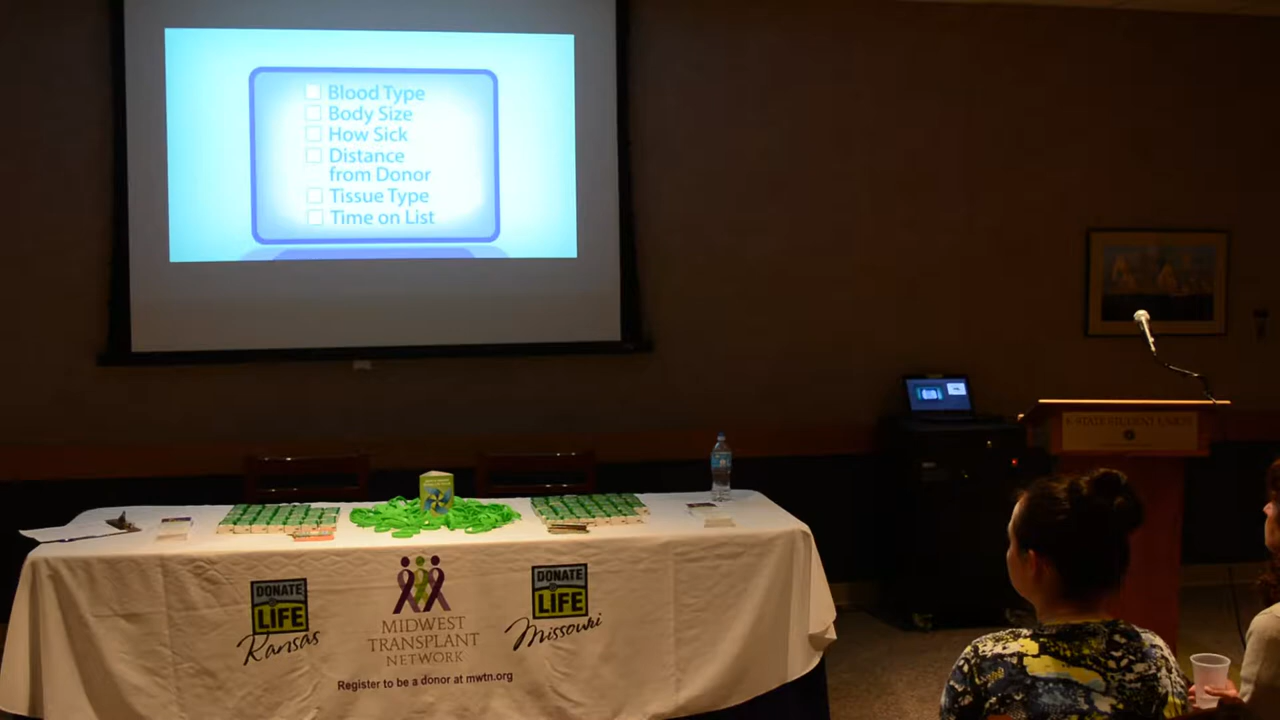 Blood Type
Body Size
How Sick
Distance
from Donor
Tissue Type
Time on List
K-STATE STUDENT UNION
DONATE
LIFE
Kansas
MIDWEST
TRANSPLANT
NETWORK
DONATE
LIFE
Missouri
Register to be a donor at mwtn.org